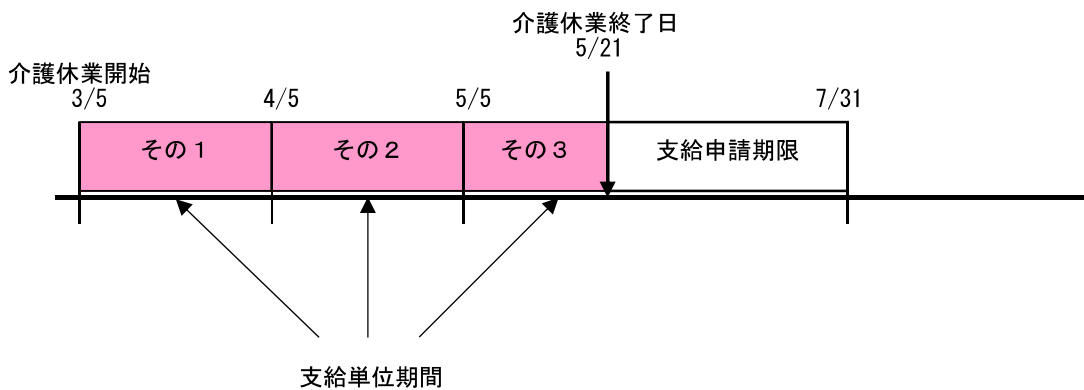 介護休業終了日
5/21
介護休業開始
3/5
4/5
5/5
7/31
その1
その2
その3
支給申請期限
支給単位期間